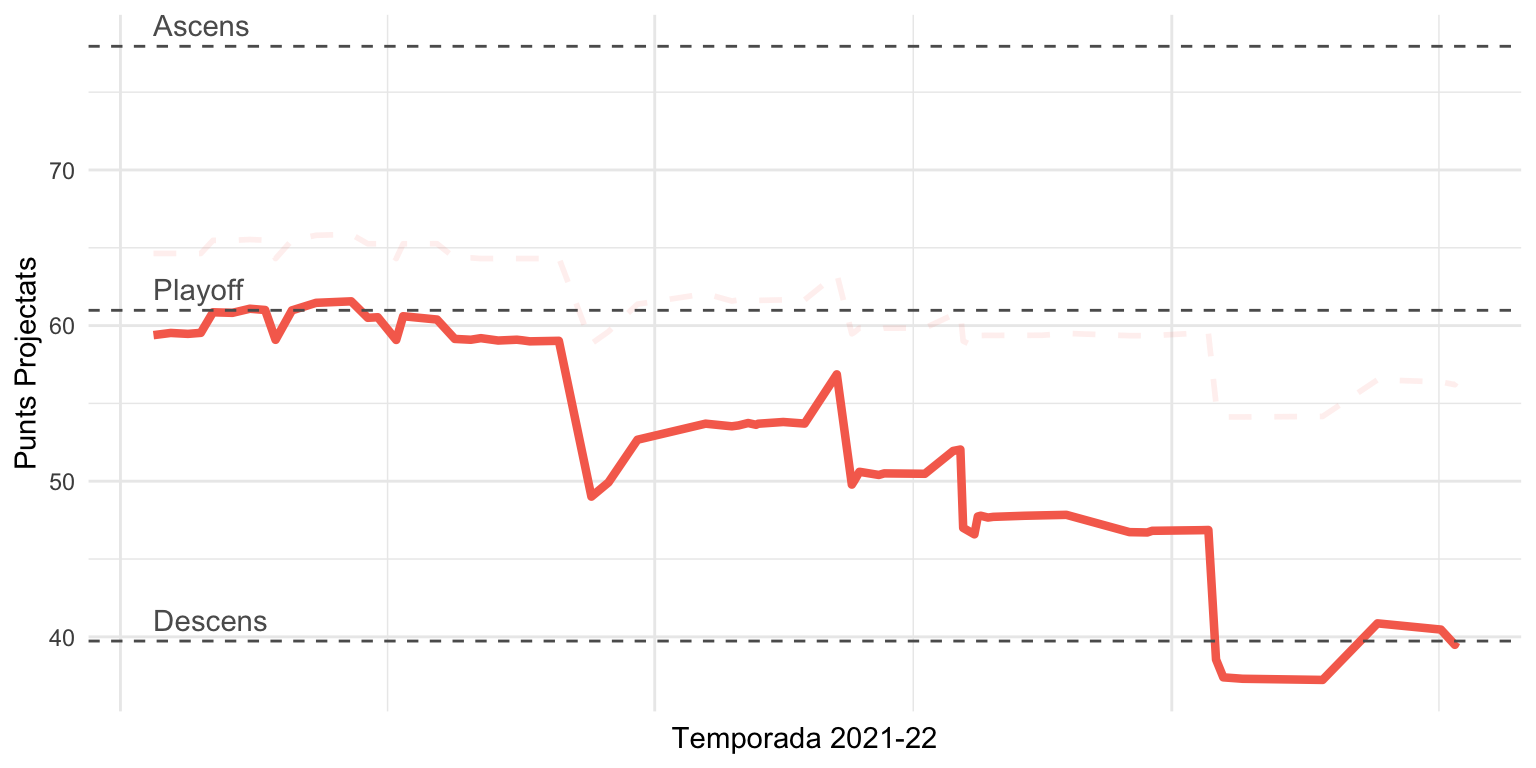 Ascens
70
Playoff
60
50
Descens
40
Punts Projectats
Temporada 2021-22